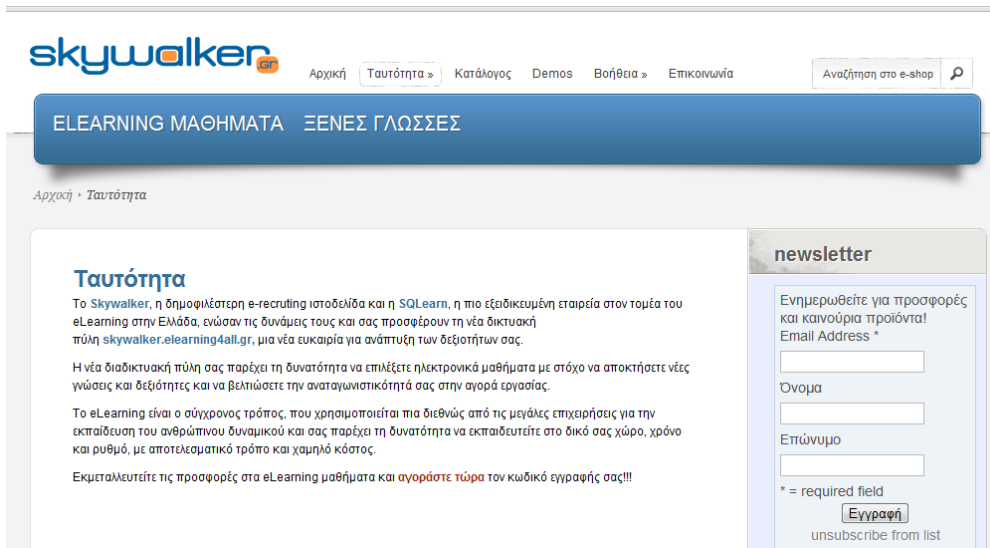 skywalker.gr
Αρχική Ταυτότητα » Κατάλογος Demos Βοήθεια » Επικοινωνία
Αναζήτηση στο e-shop
ELEARNING ΜΑΘΗΜΑΤΑ ΞΕΝΕΣ ΓΛΩΣΣΕΣ
Αρχική ‣ Ταυτότητα
Ταυτότητα
Το Skywalker, η δημοφιλέστερη e-recruting ιστοδελίδα και η SQLearn, η πιο εξειδικευμένη εταιρεία στον τομέα του
eLearning στην Ελλάδα, ενώσαν τις δυνάμεις τους και σας προσφέρουν τη νέα δικτυακή
πύλη skywalker.elearning4all.gr, μια νέα ευκαιρία για ανάπτυξη των δεξιοτήτων σας.
Η νέα διαδικτυακή πύλη σας παρέχει τη δυνατότητα να επιλέξετε ηλεκτρονικά μαθήματα με στόχο να αποκτήσετε νέες
γνώσεις και δεξιότητες και να βελτιώσετε την αναταγωνιστικότητά σας στην αγορά εργασίας.
Το eLearning είναι ο σύγχρονος τρόπος, που χρησιμοποιείται πια διεθνώς από τις μεγάλες επιχειρήσεις για την
εκπαίδευση του ανθρώπινου δυναμικού και σας παρέχει τη δυνατότητα να εκπαιδευτείτε στο δικό σας χώρο, χρόνο
και ρυθμό, με αποτελεσματικό τρόπο και χαμηλό κόστος.
Εκμεταλλευτείτε τις προσφορές στα eLearning μαθήματα και αγοράστε τώρα τον κωδικό εγγραφής σας!!!
newsletter
Ενημερωθείτε για προσφορές
και καινούρια προϊόντα!
Email Address *
Όνομα
Επώνυμο
* = required field
Εγγραφή
unsubscribe from list